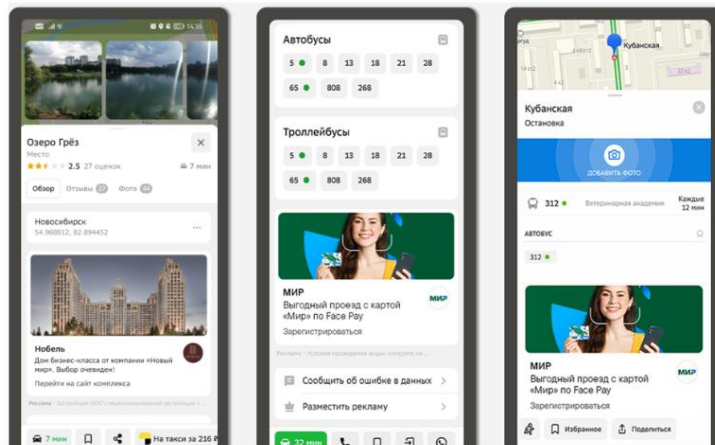 14:36
Озеро Грёз
Место
2.5 27 оценок
7 мин
Обзор
Отзывы 27
Фото 44
Новосибирск
54.968812, 82.894452
Нобель
Дом бизнес-класса от компании «Новый
мир». Выбор очевиден!
Перейти на сайт комплекса
7 мин
На такси за 216 ₽
Автобусы
5 8 13 18 21 28
65 808 268
Троллейбусы
5 8 13 18 21 28
65 808 268
МИР
Выгодный проезд с картой
«Мир» по Face Pay
Зарегистрироваться
МИР
Сообщить об ошибке в данных
Разместить рекламу
32 мин
Кубанская
Кубанская
Остановка
ДОБАВИТЬ ФОТО
312
Ветеринарная академия
Каждые
12 мин
АВТОБУС
312
МИР
Выгодный проезд с картой
«Мир» по Face Pay
Зарегистрироваться
МИР
Избранное
Поделиться